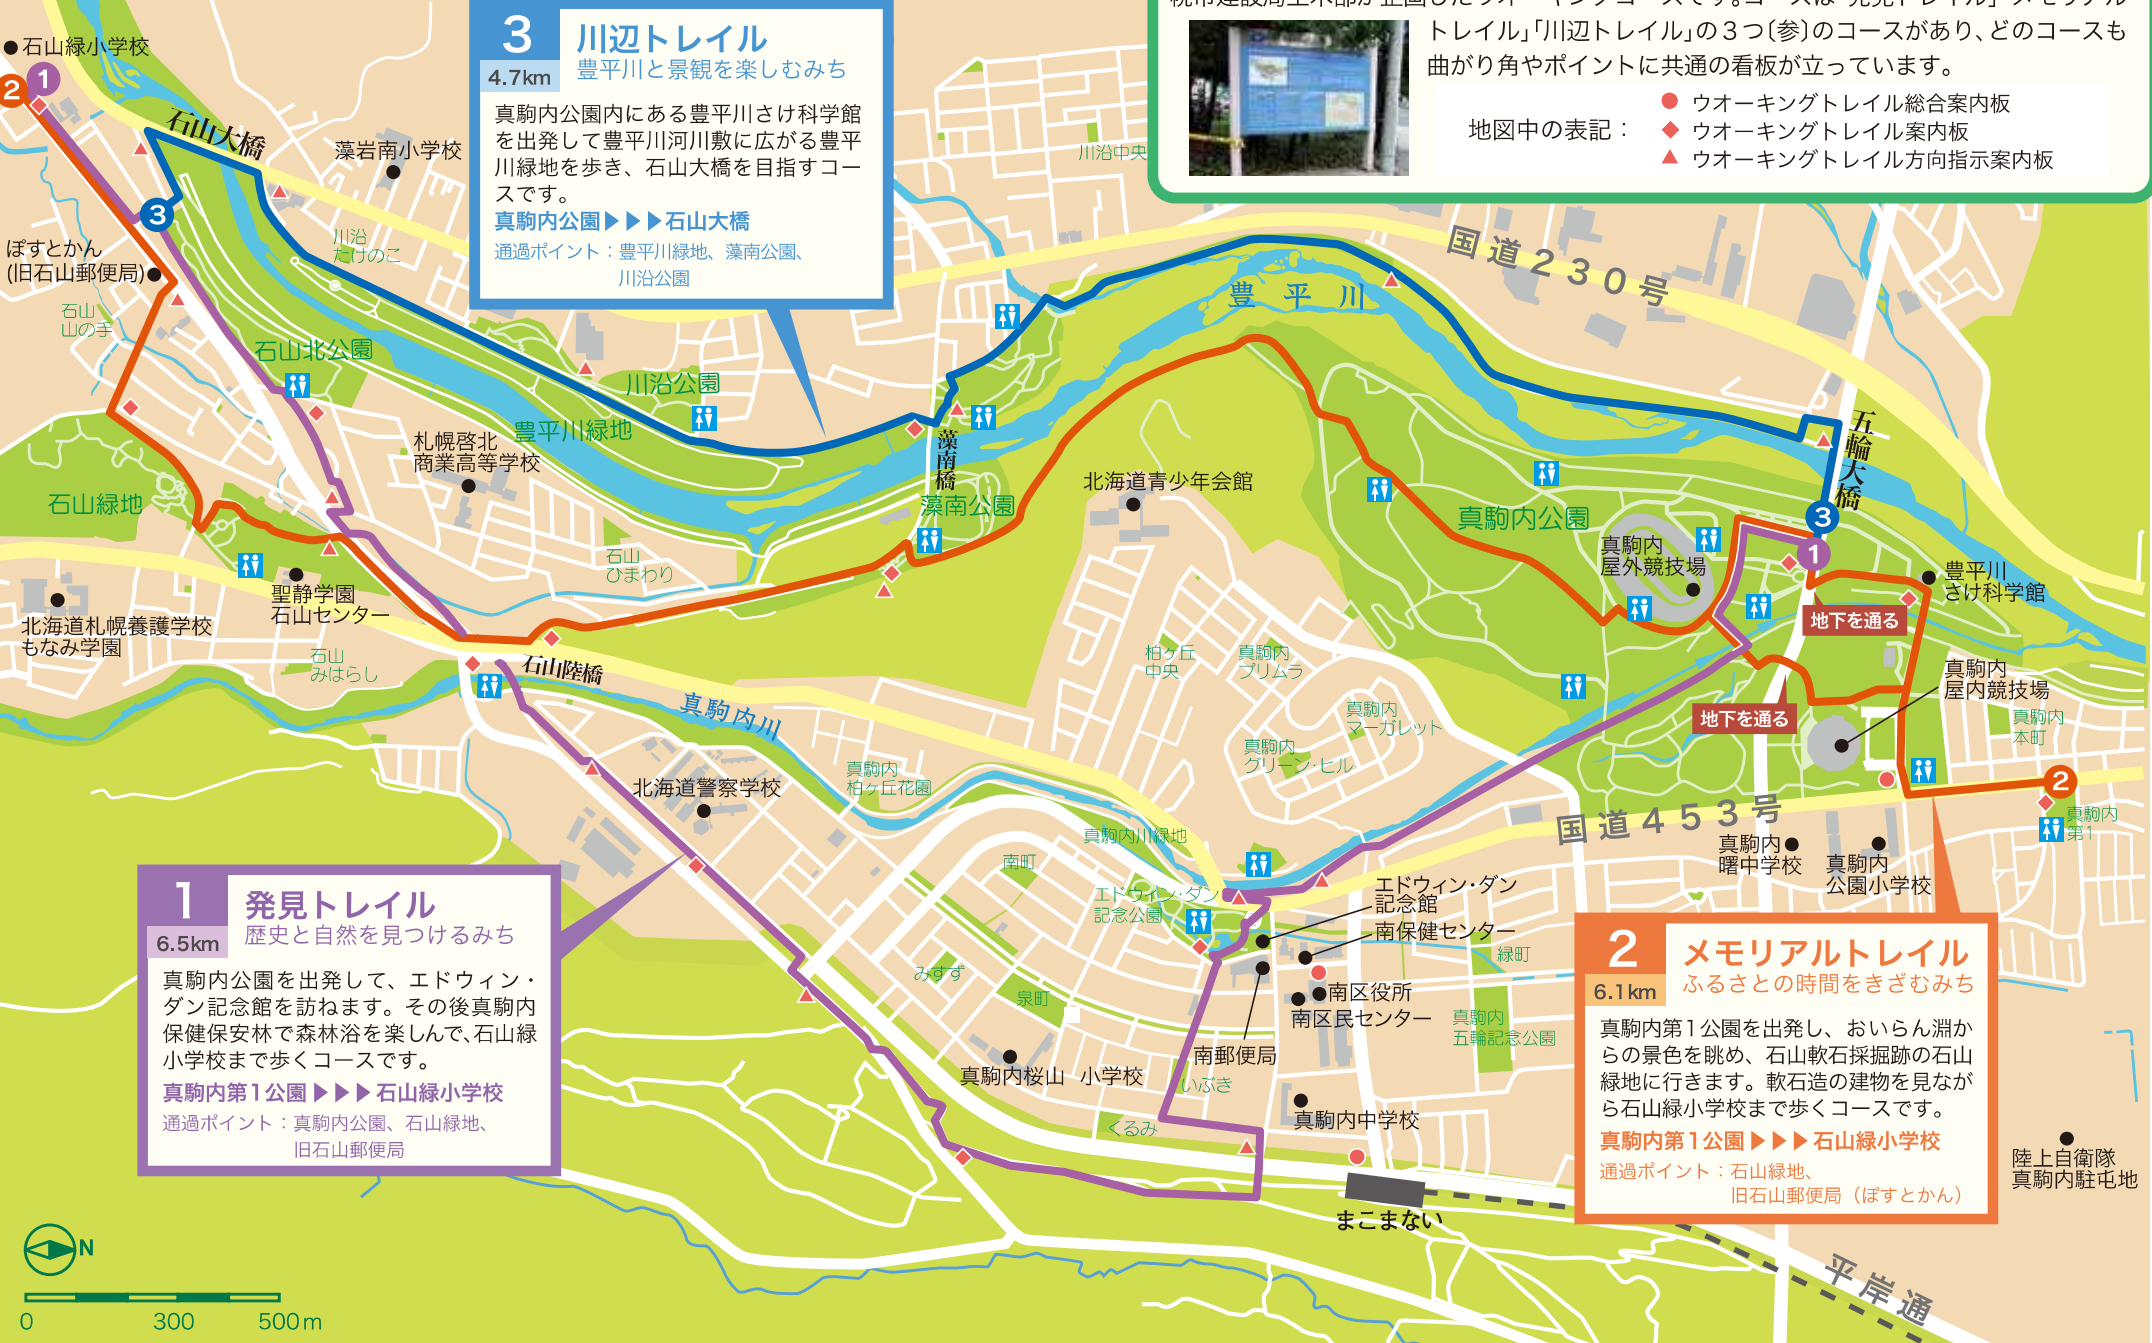 トレイル」「川辺トレイル」の3つ〔参〕のコースがあり、どのコースも
曲がり角やポイントに共通の看板が立っています。
地図中の表記：
ウオーキングトレイル総合案内板
ウオーキングトレイル案内板
ウオーキングトレイル方向指示案内板
3
4.7km
川辺トレイル
豊平川と景観を楽しむみち
真駒内公園内にある豊平川さけ科学館
を出発して豊平川河川敷に広がる豊平
川緑地を歩き、石山大橋を目指すコー
スです。
真駒内公園▶▶▶石山大橋
通過ポイント：豊平川緑地、藻南公園、
川沿公園
石山緑小学校
2
1
石山大橋
藻岩南小学校
川沿中央
3
ぽすとかん
(旧石山郵便局)
川沿
たけのこ
石山
山の手
石山北公園
川沿公園
豊平川緑地
札幌啓北
商業高等学校
石山緑地
藻南橋
藻南公園
豊平川
国道230号
五輪大橋
北海道青少年会館
真駒内公園
真駒内
屋外競技場
3
1
豊平川
さけ科学館
地下を通る
地下を通る
真駒内
屋内競技場
真駒内
本町
2
真駒内
第1
石山
ひまわり
聖静学園
石山センター
北海道札幌養護学校
もなみ学園
石山
みはらし
石山陸橋
真駒内川
柏ヶ丘
中央
真駒内
プリムラ
真駒内
マーガレット
真駒内
グリーン・ヒル
北海道警察学校
真駒内
柏ヶ丘花園
真駒内川緑地
国道453号
真駒内
曙中学校
真駒内
公園小学校
南町
エドウィン・ダン
記念公園
エドウィン・ダン
記念館
南保健センター
緑町
みすず
泉町
南区役所
南区民センター
真駒内
五輪記念公園
南郵便局
真駒内桜山 小学校
いぶき
くるみ
真駒内中学校
まこまない
平岸通
陸上自衛隊
真駒内駐屯地
1
6.5km
発見トレイル
歴史と自然を見つけるみち
真駒内公園を出発して、エドウィン・
ダン記念館を訪ねます。その後真駒内
保健保安林で森林浴を楽しんで、石山緑
小学校まで歩くコースです。
真駒内第1公園▶▶▶石山緑小学校
通過ポイント：真駒内公園、石山緑地、
旧石山郵便局
2
6.1km
メモリアルトレイル
ふるさとの時間をきざむみち
真駒内第1公園を出発し、おいらん淵か
らの景色を眺め、石山軟石採掘跡の石山
緑地に行きます。軟石造の建物を見なが
ら石山緑小学校まで歩くコースです。
真駒内第1公園▶▶▶石山緑小学校
通過ポイント：石山緑地、
旧石山郵便局（ぽすとかん）
N
0 300 500m